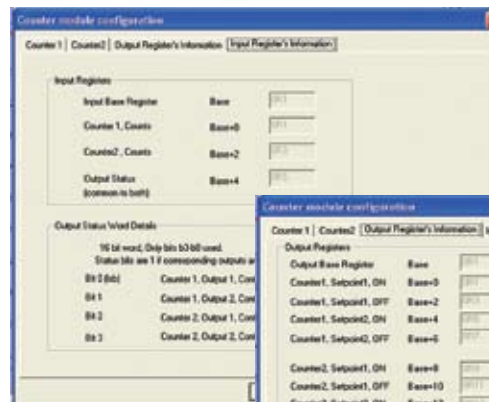 Counter module configuration
Counter 1 | Counter2 | Output Register's Information | Input Register's Information
Input Registers
Input Base Register Base
Counter 1, Counts Base+0
Counter2, Counts Base+2
Output Status Base+4
(common to both)
Output Status Word Details
16 bit word, Only bits b3-b0 used.
Status bits are 1 if corresponding outputs a
Bit 0 Counter 1, Output 1, Con
Bit 1 Counter 1, Output 2, Con
Bit 2 Counter 2, Output 1, Con
Bit 3 Counter 2, Output 2, Con
Counter module configuration
Counter 1 | Counter2 | Output Register's Information
Output Registers
Output Base Register Base
Counter1, Setpoint1, ON Base+0
Counter1, Setpoint1, OFF Base+2
Counter1, Setpoint2, ON Base+4
Counter1, Setpoint2, OFF Base+6
Counter2, Setpoint1, ON Base+8
Counter2, Setpoint1, OFF Base+10